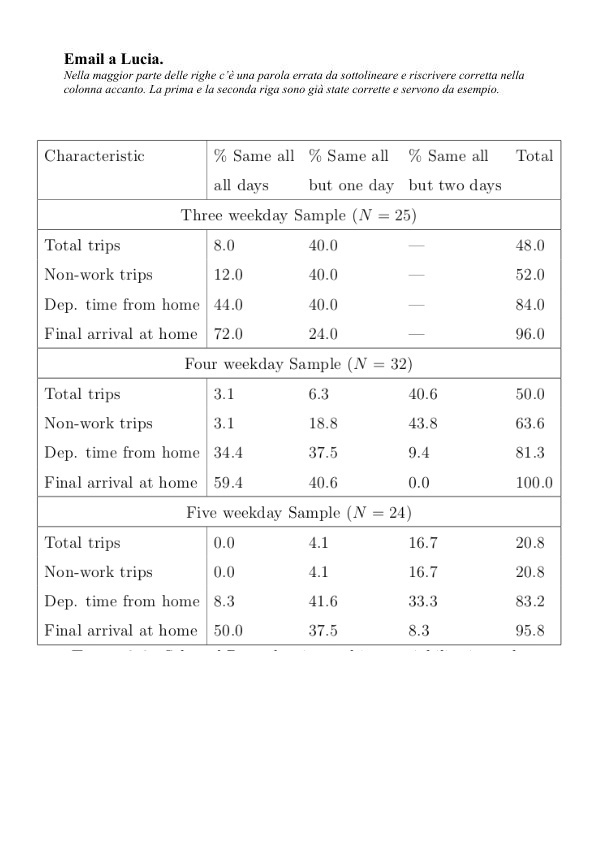 Email a Lucia.
Nella maggior parte delle righe c'è una parola errata da sottolineare e riscrivere corretta nella
colonna accanto. La prima e la seconda riga sono già state corrette e servono da esempio.
Characteristic % Same all % Same all % Same all Total
all days but one day but two days
Three weekday Sample (N = 25)
Total trips 8.0 40.0 — 48.0
Non-work trips 12.0 40.0 — 52.0
Dep. time from home 44.0 40.0 — 84.0
Final arrival at home 72.0 24.0 — 96.0
Four weekday Sample (N = 32)
Total trips 3.1 6.3 40.6 50.0
Non-work trips 3.1 18.8 43.8 63.6
Dep. time from home 34.4 37.5 9.4 81.3
Final arrival at home 59.4 40.6 0.0 100.0
Five weekday Sample (N = 24)
Total trips 0.0 4.1 16.7 20.8
Non-work trips 0.0 4.1 16.7 20.8
Dep. time from home 8.3 41.6 33.3 83.2
Final arrival at home 50.0 37.5 8.3 95.8